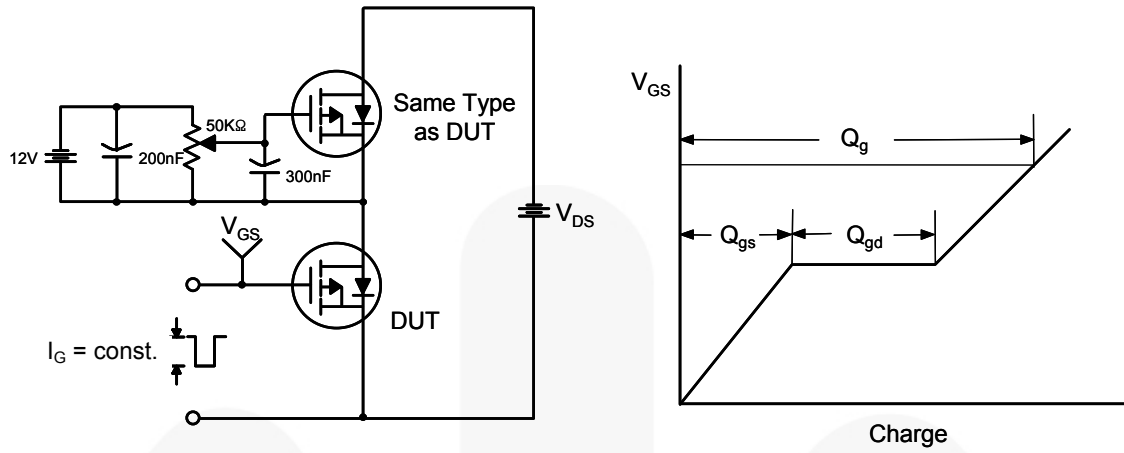 12V
200nF
50KΩ
300nF
Same Type
as DUT
V_DS
V_GS
DUT
I_G = const.
V_GS
Q_g
Q_gs
Q_gd
Charge